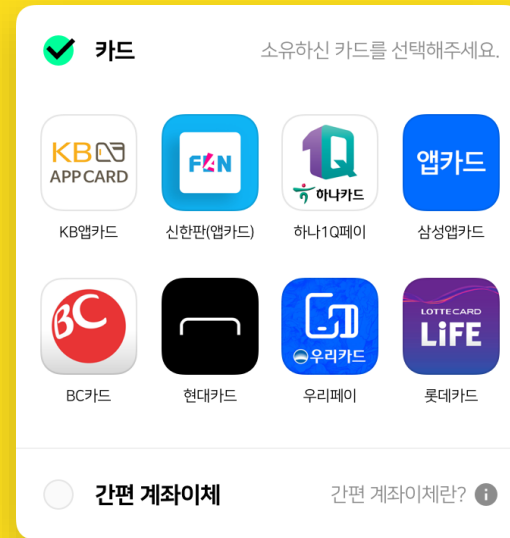 카드 소유하신 카드를 선택해주세요.
KB
APP CARD
FAN
1Q
하나카드
앱카드
KB앱카드 신한판(앱카드) 하나1Q페이 삼성앱카드
BC
우리카드
LOTTECARD
LiFE
BC카드 현대카드 우리페이 롯데카드
간편 계좌이체 간편 계좌이체란? i